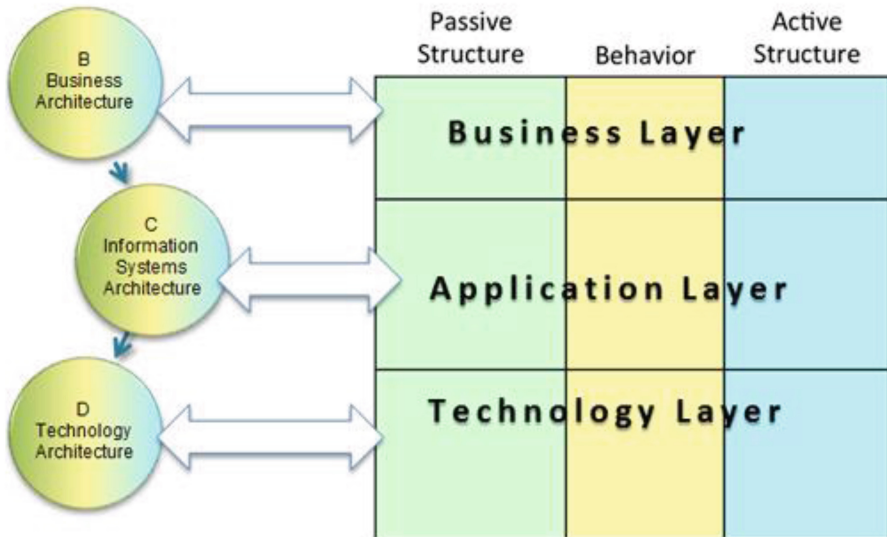 B
Business
Architecture
C
Information
Systems
Architecture
D
Technology
Architecture
Passive
Structure
Behavior
Active
Structure
Business Layer
Application Layer
Technology Layer